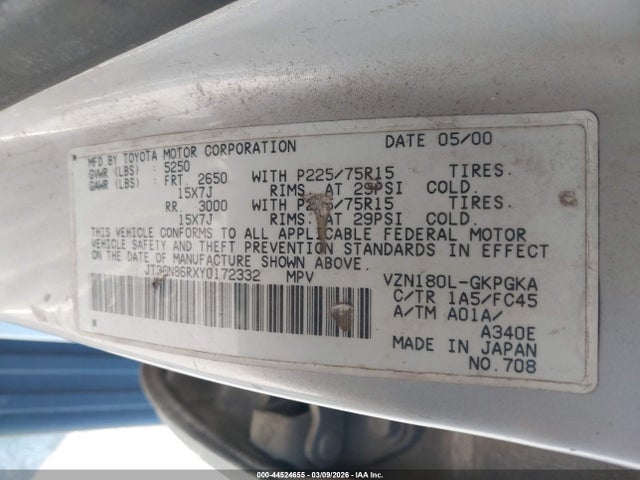 MFD BY TOYOTA MOTOR CORPORATION DATE 05/00
GVWR (LBS) : 5250
GAWR (LBS) : FRT. 2650 WITH P225/75R15 TIRES.
15X7J RIMS. AT 29PSI COLD.
RR. 3000 WITH P225/75R15 TIRES.
15X7J RIMS. AT 29PSI COLD.
THIS VEHICLE CONFORMS TO ALL APPLICABLE FEDERAL MOTOR
VEHICLE SAFETY AND THEFT PREVENTION STANDARDS IN EFFECT
ON THE DATE OF MANUFACTURE SHOWN ABOVE.
JT3GN86RXY0172332 MPV VZN180L-GKPGKA
C/TR 1A5/FC45
A/TM A01A/
A340E
MADE IN JAPAN
NO.708
000-44524655 | 03/09/2026 | IAA Inc.